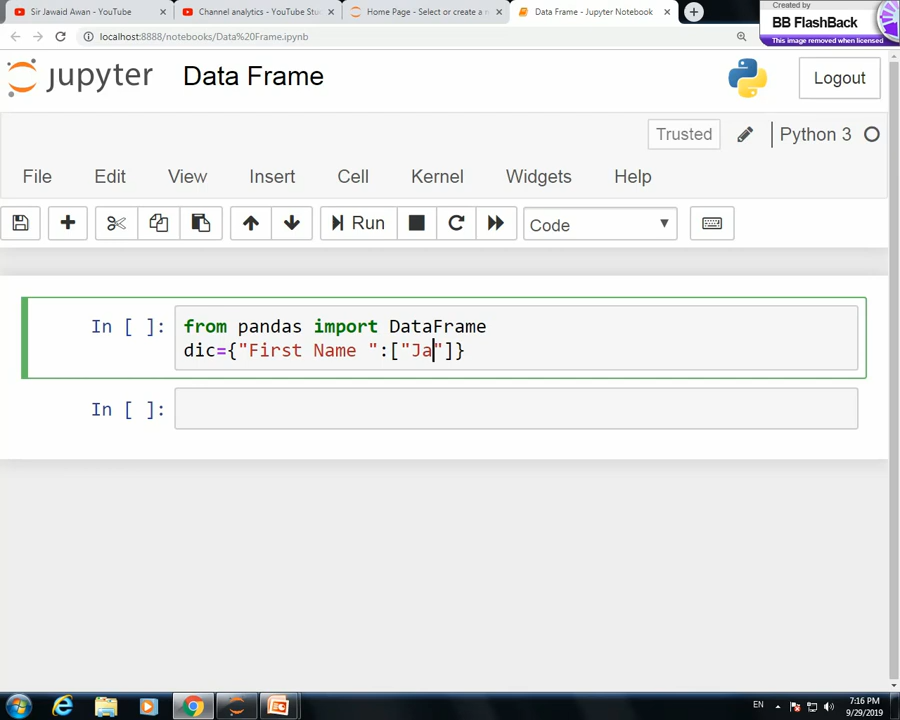 Sir Jawaid Awan - YouTube
Channel analytics - YouTube Stu
Home Page - Select or create a n
Data Frame - Jupyter Notebook
Created by
BB FlashBack
This image removed when licensed
localhost:8888/notebooks/Data%20Frame.ipynb
jupyter Data Frame
Logout
Trusted
Python 3
File Edit View Insert Cell Kernel Widgets Help
Run
Code
In [ ]: from pandas import DataFrame
dic={"First Name ":["Ja"]}
In [ ]:
EN
7:16 PM
9/29/2019